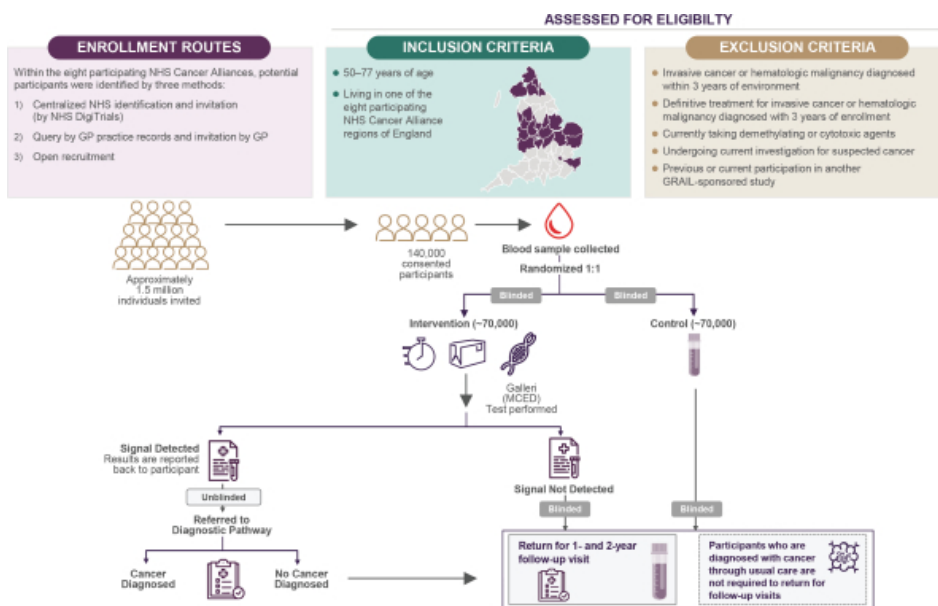 ASSESSED FOR ELIGIBILTY
ENROLLMENT ROUTES
Within the eight participating NHS Cancer Alliances, potential
participants were identified by three methods:
1) Centralized NHS identification and invitation
(by NHS DigiTrials)
2) Query by GP practice records and invitation by GP
3) Open recruitment
INCLUSION CRITERIA
50–77 years of age
Living in one of the
eight participating
NHS Cancer Alliance
regions of England
EXCLUSION CRITERIA
Invasive cancer or hematologic malignancy diagnosed
within 3 years of environment
Definitive treatment for invasive cancer or hematologic
malignancy diagnosed with 3 years of enrollment
Currently taking demethylating or cytotoxic agents
Undergoing current investigation for suspected cancer
Previous or current participation in another
GRAIL-sponsored study
Approximately
1.5 million
individuals invited
140,000
consented
participants
Blood sample collected
Randomized 1:1
Blinded
Blinded
Intervention (~70,000)
Control (~70,000)
Galleri
(MCED)
Test performed
Signal Detected
Results are reported
back to participant
Signal Not Detected
Unblinded
Blinded
Blinded
Referred to
Diagnostic Pathway
Cancer
Diagnosed
No Cancer
Diagnosed
Return for 1- and 2-year
follow-up visit
Participants who are
diagnosed with cancer
through usual care are
not required to return for
follow-up visits